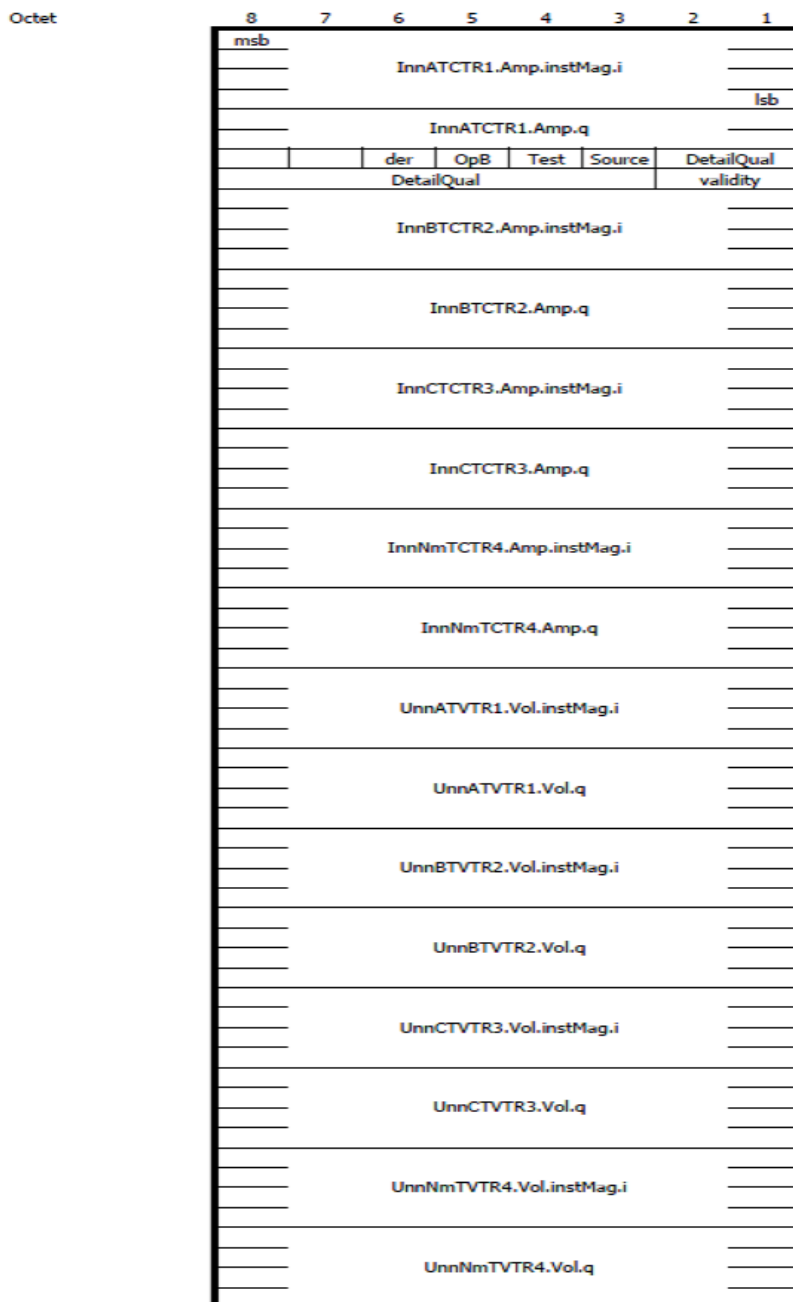 Octet 8 7 6 5 4 3 2 1
msb
InnATCTR1.Amp.instMag.i
lsb
InnATCTR1.Amp.q
der OpB Test Source DetailQual
DetailQual validity
InnBTCTR2.Amp.instMag.i
InnBTCTR2.Amp.q
InnCTCTR3.Amp.instMag.i
InnCTCTR3.Amp.q
InnNmTCTR4.Amp.instMag.i
InnNmTCTR4.Amp.q
UnnATVTR1.Vol.instMag.i
UnnATVTR1.Vol.q
UnnBTVTR2.Vol.instMag.i
UnnBTVTR2.Vol.q
UnnCTVTR3.Vol.instMag.i
UnnCTVTR3.Vol.q
UnnNmTVTR4.Vol.instMag.i
UnnNmTVTR4.Vol.q